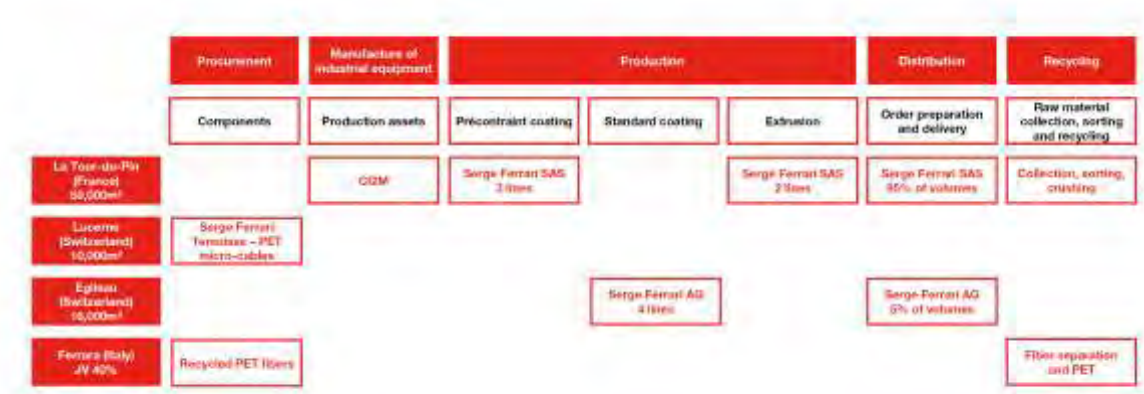 Procurement
Manufacture of
industrial equipment
Production
Distribution
Recycling
Components
Production assets
Précontraint coating
Standard coating
Extrusion
Order preparation
and delivery
Raw material
collection, sorting
and recycling
La Tour-du-Pin
(France)
CI2M
Serge Ferrari SAS
3 lines
Serge Ferrari SAS
2 lines
Serge Ferrari SAS
95% of volumes
Collection, sorting,
crushing
Lucerne
(Switzerland)
10,000m²
Serge Ferrari
Tersuisse – PET
micro-cables
Eglisau
(Switzerland)
Serge Ferrari AG
4 lines
Serge Ferrari AG
5% of volumes
Ferrara (Italy)
JV 40%
Recycled PET fibers
Fiber separation
and PET